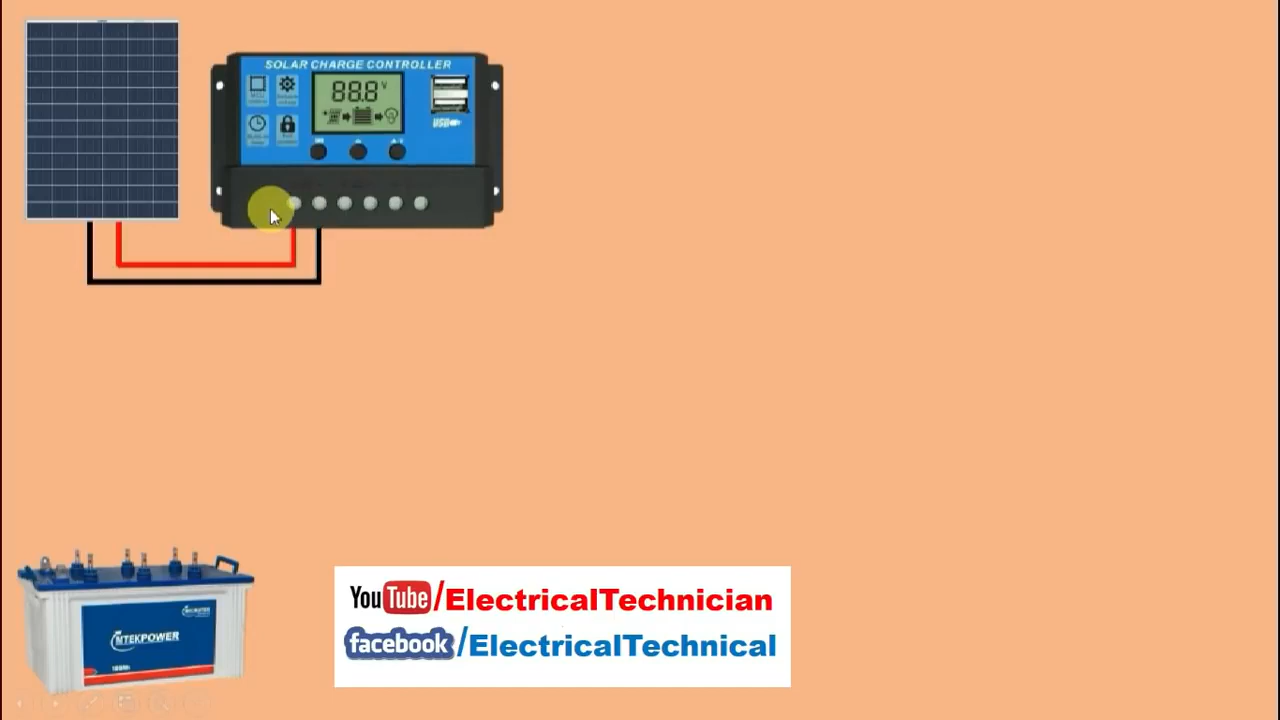 SOLAR CHARGE CONTROLLER
88.8 V
USB
YouTube/ElectricalTechnician
facebook/ElectricalTechnical
MTEKPOWER